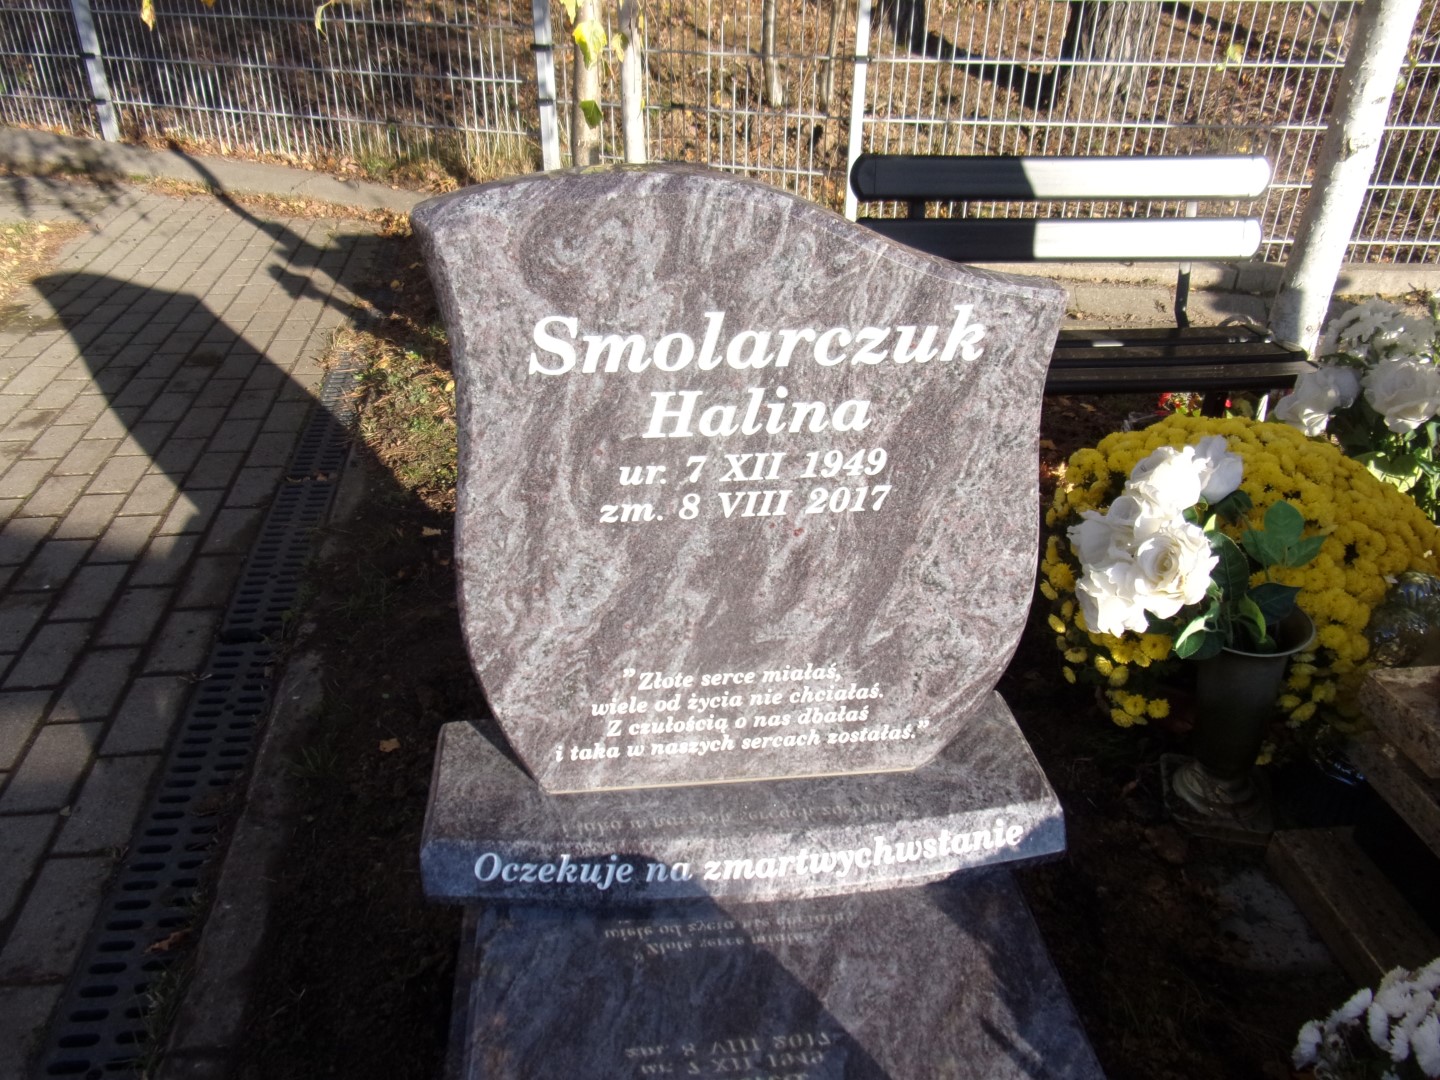 Smolarczuk
Halina
ur. 7 XII 1949
zm. 8 VIII 2017
"Złote serce miałaś,
wiele od życia nie chciałaś.
Z czułością o nas dbałaś
i taka w naszych sercach zostałaś."
Oczekuje na zmartwychwstanie